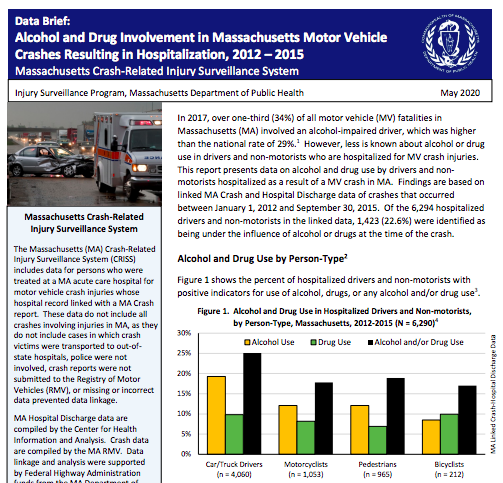 Data Brief:
Alcohol and Drug Involvement in Massachusetts Motor Vehicle
Crashes Resulting in Hospitalization, 2012 – 2015
Massachusetts Crash-Related Injury Surveillance System
Injury Surveillance Program, Massachusetts Department of Public Health May 2020
Massachusetts Crash-Related
Injury Surveillance System
The Massachusetts (MA) Crash-Related
Injury Surveillance System (CRISS)
includes data for persons who were
treated at a MA acute care hospital for
motor vehicle crash injuries whose
hospital record linked with a MA Crash
report. These data do not include all
crashes involving injuries in MA, as they
do not include cases in which crash
victims were transported to out-of-
state hospitals, police were not
involved, crash reports were not
submitted to the Registry of Motor
Vehicles (RMV), or missing or incorrect
data prevented data linkage.
MA Hospital Discharge data are
compiled by the Center for Health
Information and Analysis. Crash data
are compiled by the MA RMV. Data
linkage and analysis were supported
by Federal Highway Administration
funds from the MA Department of
In 2017, over one-third (34%) of all motor vehicle (MV) fatalities in
Massachusetts (MA) involved an alcohol-impaired driver, which was higher
than the national rate of 29%.1 However, less is known about alcohol or drug
use in drivers and non-motorists who are hospitalized for MV crash injuries.
This report presents data on alcohol and drug use by drivers and non-
motorists hospitalized as a result of a MV crash in MA. Findings are based on
linked MA Crash and Hospital Discharge data of crashes that occurred
between January 1, 2012 and September 30, 2015. Of the 6,294 hospitalized
drivers and non-motorists in the linked data, 1,423 (22.6%) were identified as
being under the influence of alcohol or drugs at the time of the crash.
Alcohol and Drug Use by Person-Type2
Figure 1 shows the percent of hospitalized drivers and non-motorists with
positive indicators for use of alcohol, drugs, or any alcohol and/or drug use3.
Figure 1. Alcohol and Drug Use in Hospitalized Drivers and Non-motorists,
by Person-Type, Massachusetts, 2012-2015 (N = 6,290)4
Alcohol Use Drug Use Alcohol and/or Drug Use
30%
25%
20%
15%
10%
5%
0%
Car/Truck Drivers Motorcyclists Pedestrians Bicyclists
(n = 4,060) (n = 1,053) (n = 965) (n = 212)
MA Linked Crash-Hospital Discharge Data